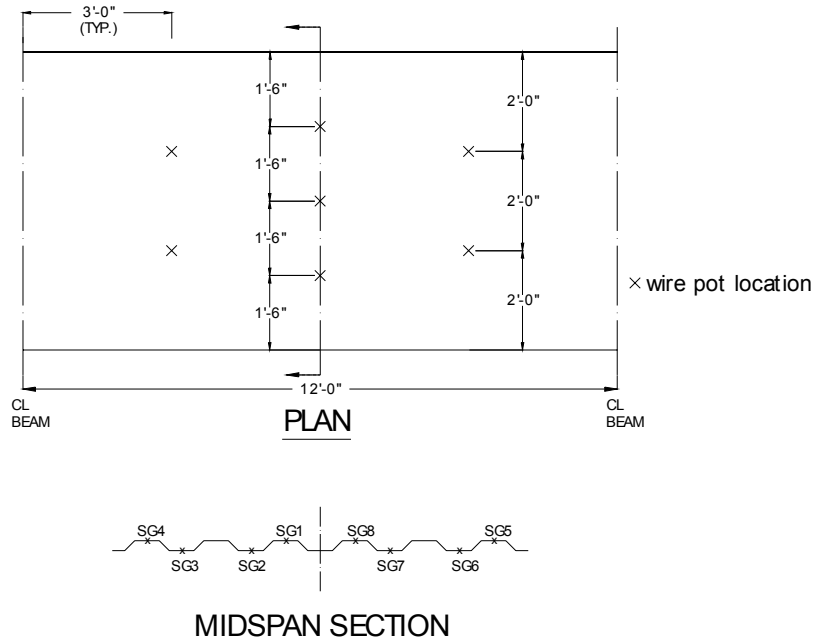 3'-0"
(TYP.)
1'-6"
2'-0"
1'-6"
1'-6"
2'-0"
1'-6"
2'-0"
× wire pot location
12'-0"
CL
BEAM
PLAN
CL
BEAM
SG4
SG1
SG8
SG5
SG3
SG2
SG7
SG6
MIDSPAN SECTION